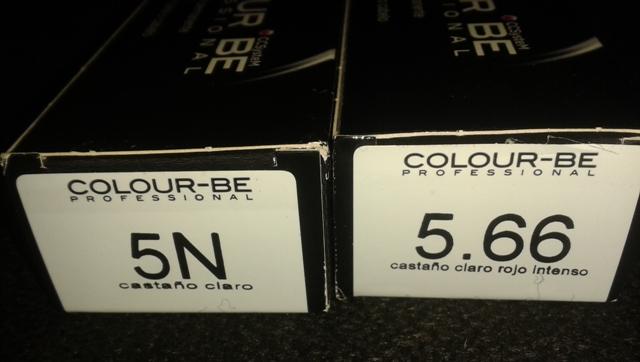 COLOUR-BE
PROFESSIONAL
5N
castaño claro
COLOUR-BE
PROFESSIONAL
5.66
castaño claro rojo intenso